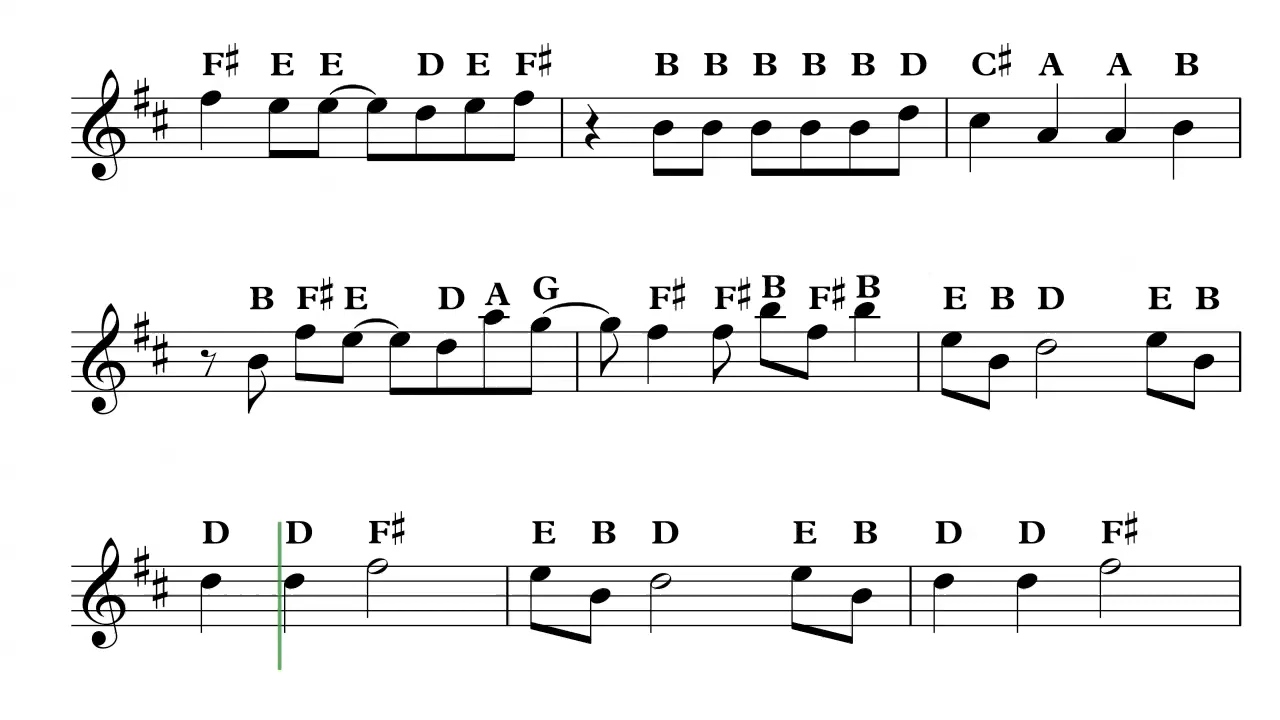 F♯ E E D E F♯ B B B B B D C♯ A A B
B F♯ E D A G F♯ F♯ B F♯ B E B D E B
D D F♯ E B D E B D D F♯